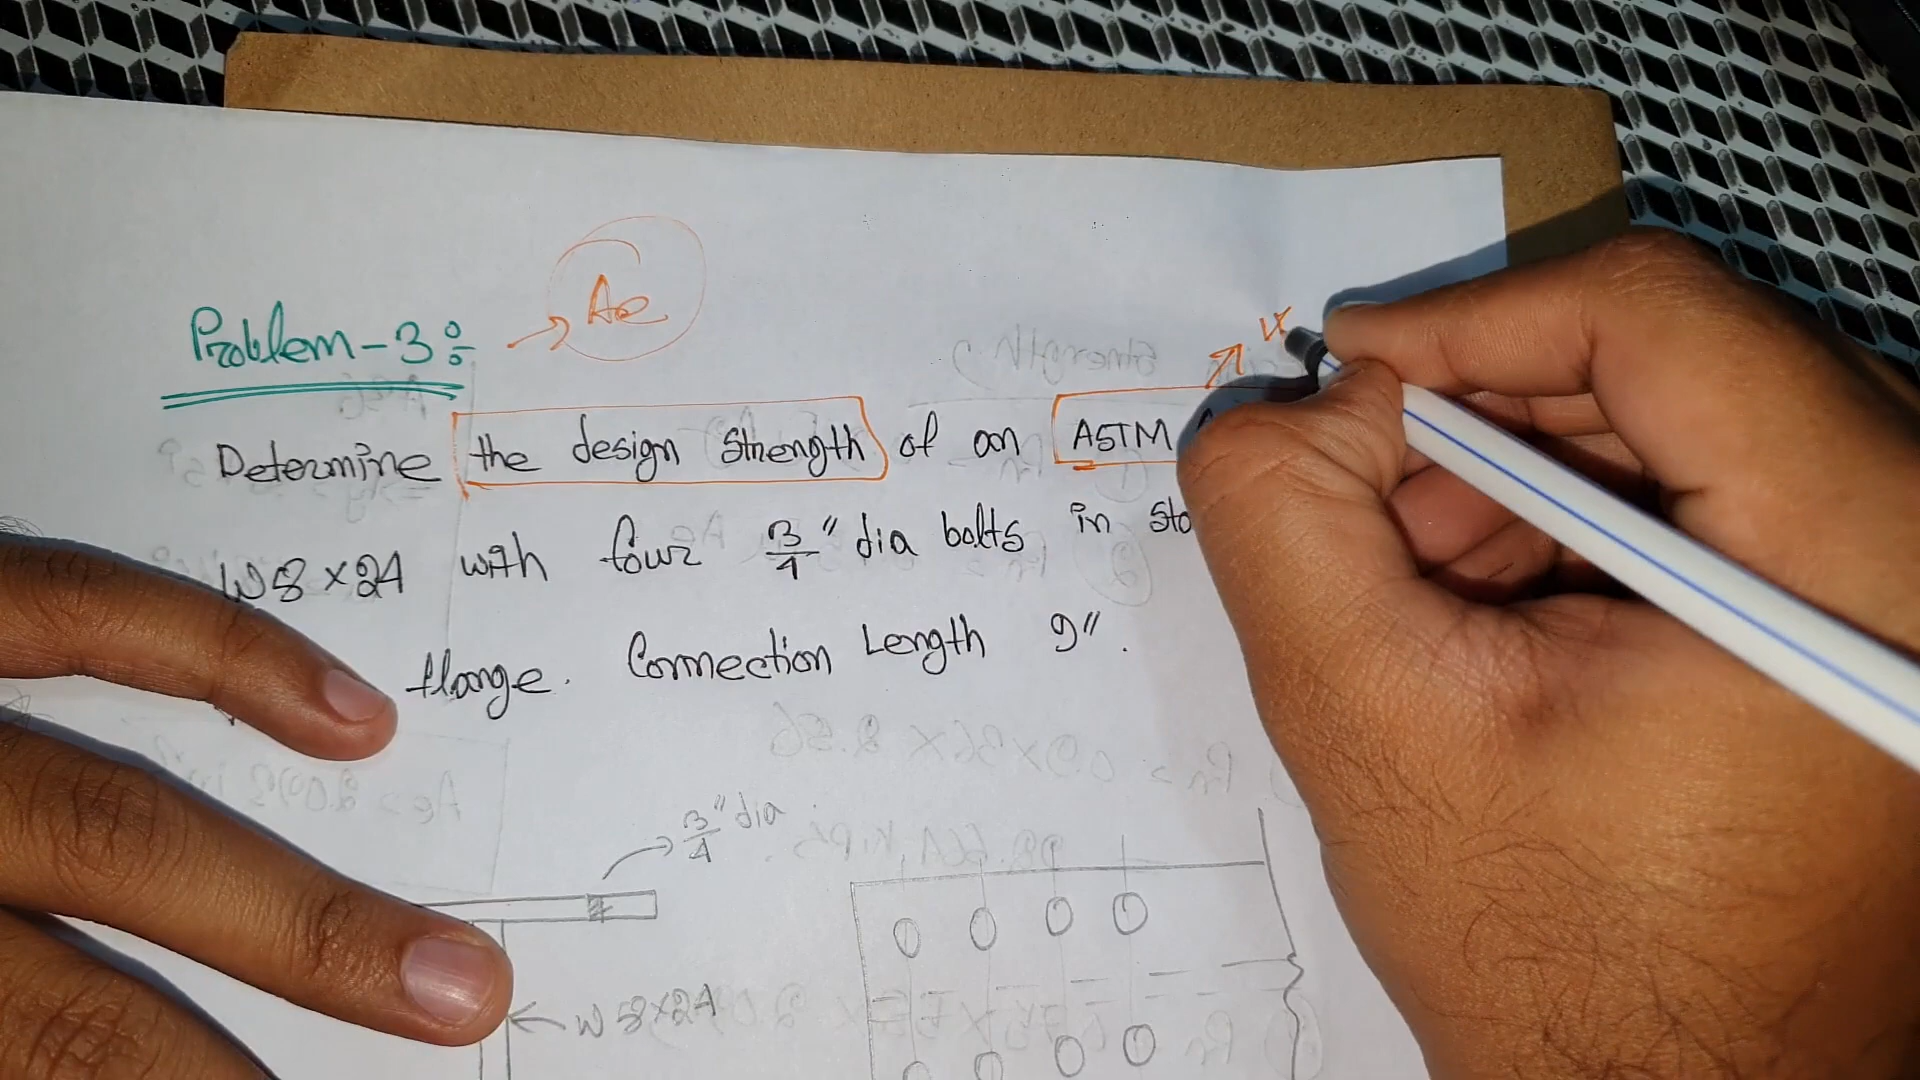 Ae
Problem-3:
Determine the design strength of an ASTM
W8×24 with four 3/4" dia bolts in
flange. Connection Length 9".
3/4" dia
W8×24